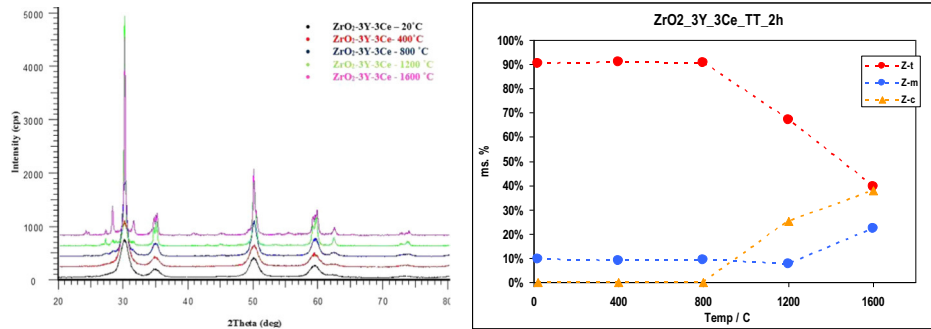 5000
4000
3000
2000
1000
0
Intensity (cps)
20 30 40 50 60 70 80
2Theta (deg)
ZrO₂-3Y-3Ce – 20˚C
ZrO₂-3Y-3Ce- 400˚C
ZrO₂-3Y-3Ce - 800 ˚C
ZrO₂-3Y-3Ce - 1200 ˚C
ZrO₂-3Y-3Ce - 1600 ˚C
ZrO2_3Y_3Ce_TT_2h
100%
90%
80%
70%
60%
50%
40%
30%
20%
10%
0%
ms. %
0 400 800 1200 1600
Temp / C
Z-t
Z-m
Z-c